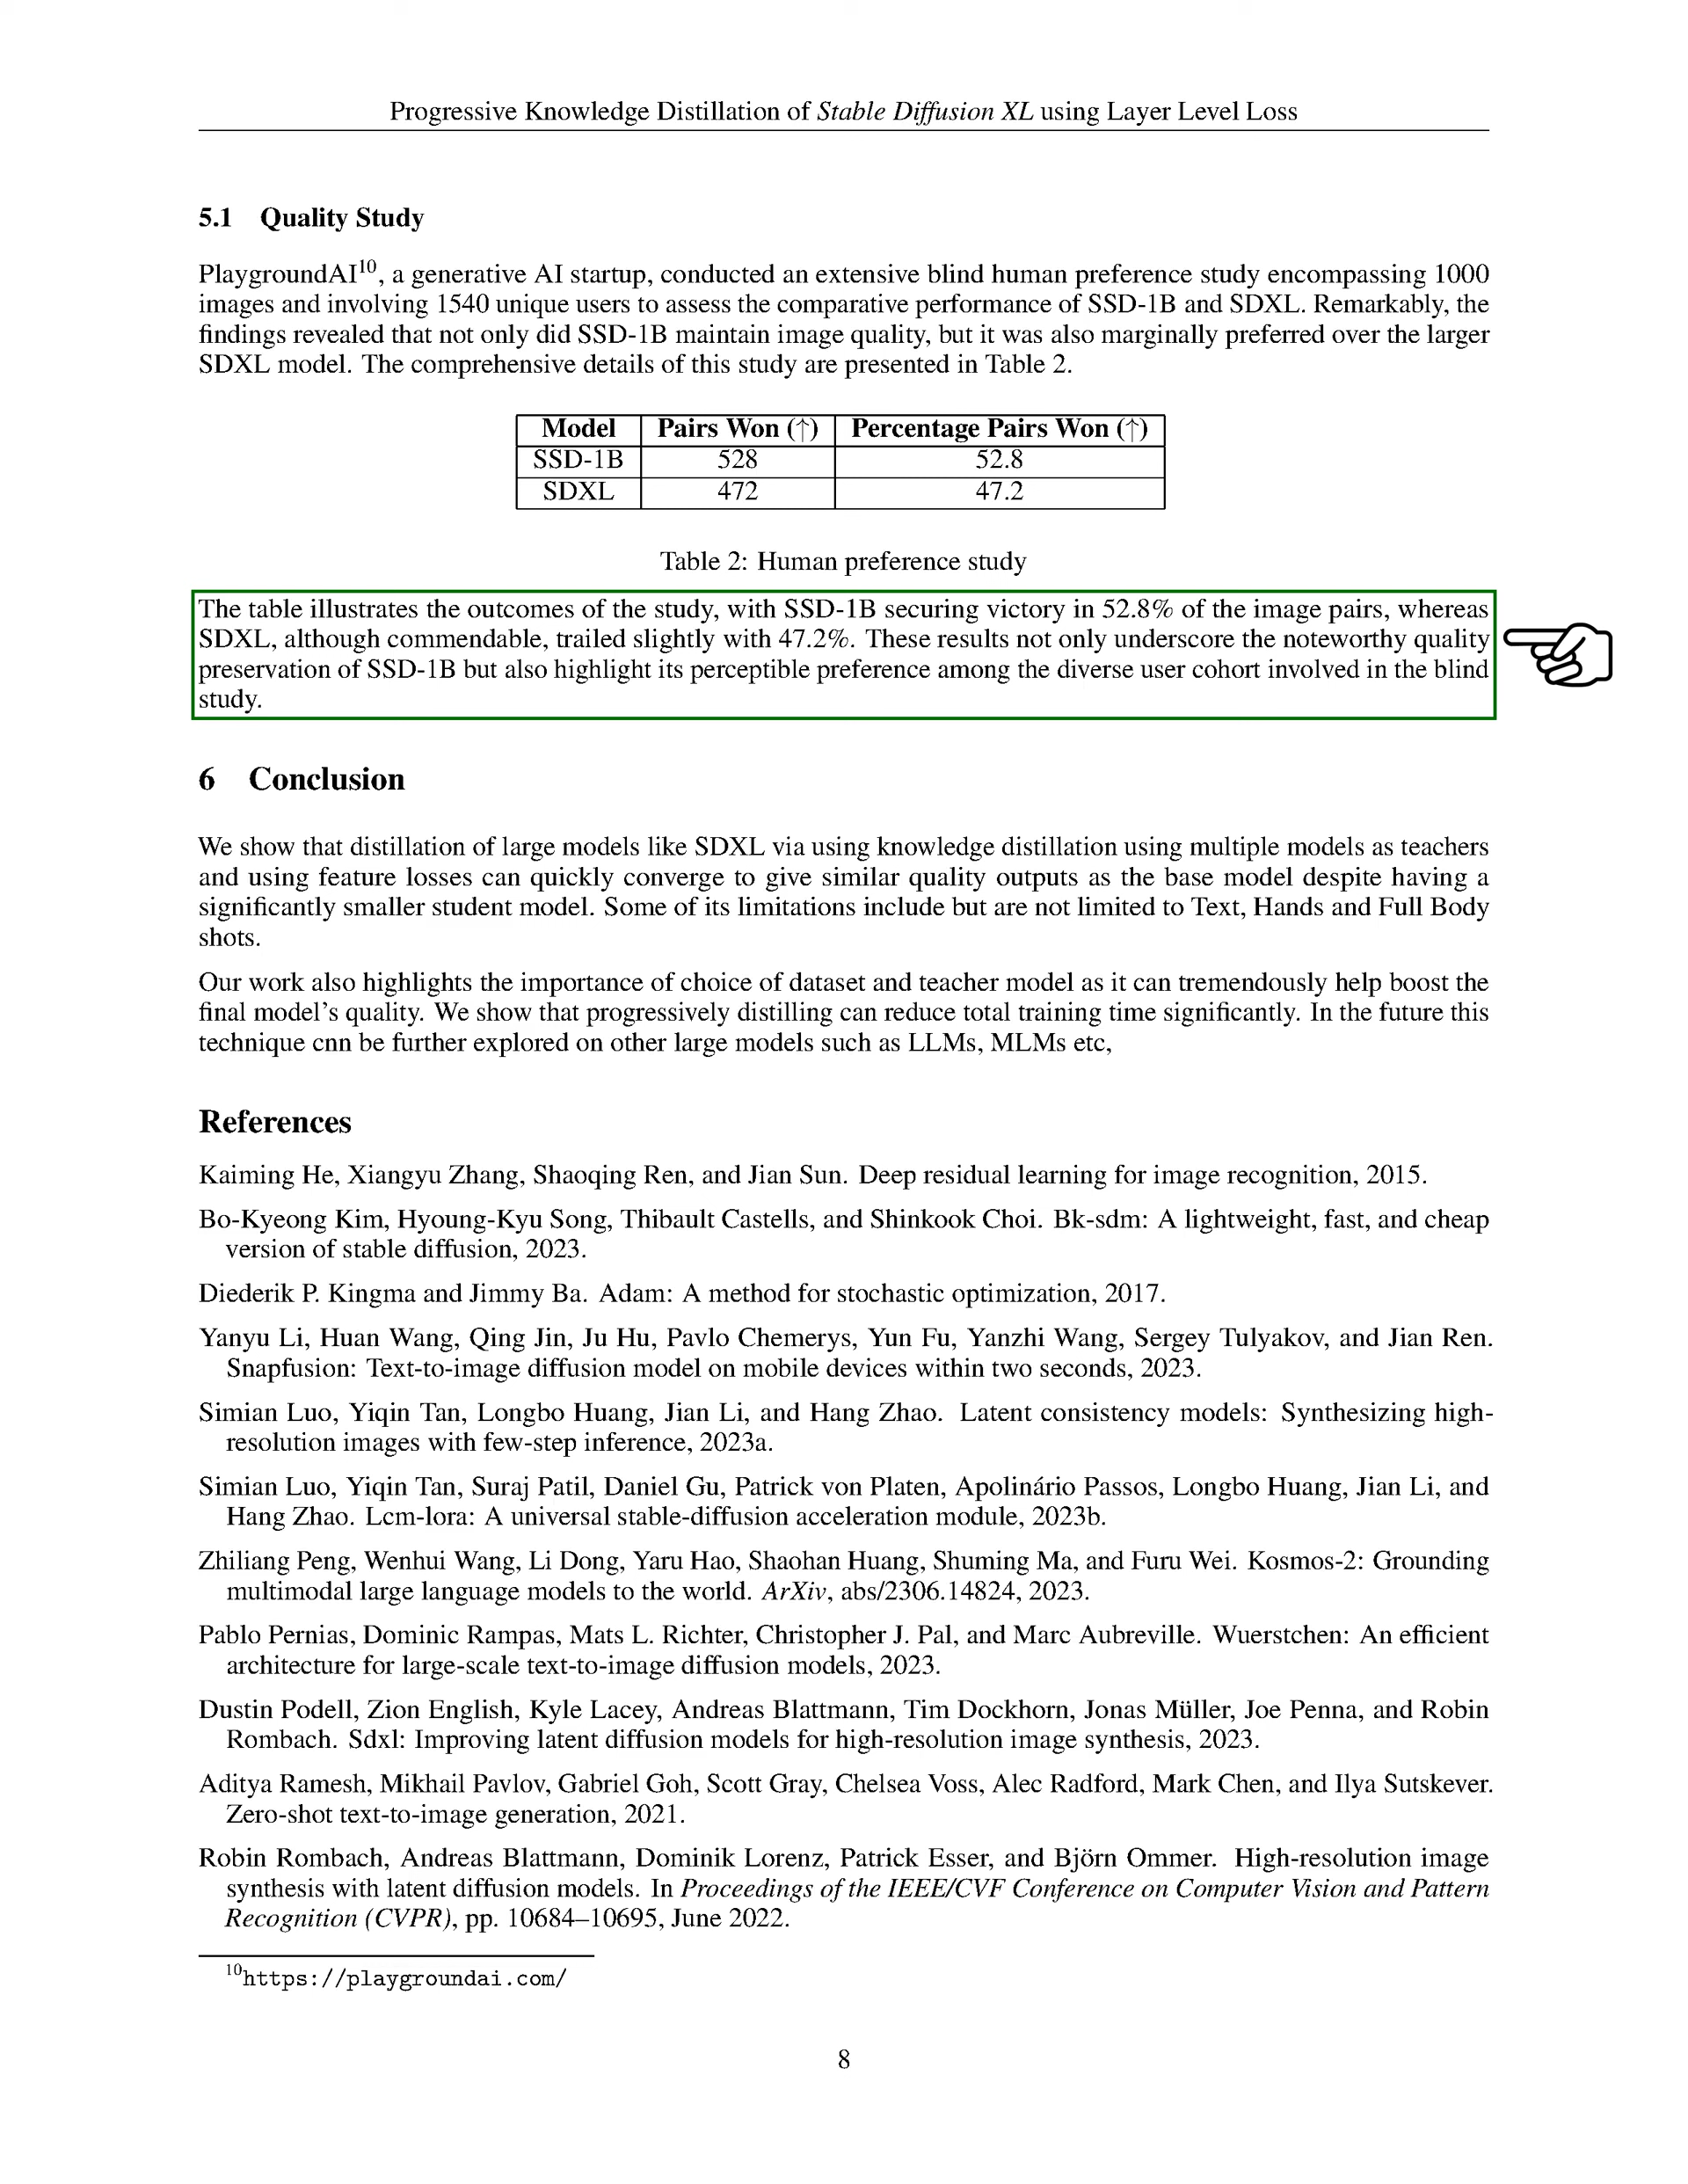 Progressive Knowledge Distillation of Stable Diffusion XL using Layer Level Loss
5.1 Quality Study
PlaygroundAI10, a generative AI startup, conducted an extensive blind human preference study encompassing 1000
images and involving 1540 unique users to assess the comparative performance of SSD-1B and SDXL. Remarkably, the
findings revealed that not only did SSD-1B maintain image quality, but it was also marginally preferred over the larger
SDXL model. The comprehensive details of this study are presented in Table 2.
Model Pairs Won (↑) Percentage Pairs Won (↑)
SSD-1B 528 52.8
SDXL 472 47.2
Table 2: Human preference study
The table illustrates the outcomes of the study, with SSD-1B securing victory in 52.8% of the image pairs, whereas
SDXL, although commendable, trailed slightly with 47.2%. These results not only underscore the noteworthy quality
preservation of SSD-1B but also highlight its perceptible preference among the diverse user cohort involved in the blind
study.
6 Conclusion
We show that distillation of large models like SDXL via using knowledge distillation using multiple models as teachers
and using feature losses can quickly converge to give similar quality outputs as the base model despite having a
significantly smaller student model. Some of its limitations include but are not limited to Text, Hands and Full Body
shots.
Our work also highlights the importance of choice of dataset and teacher model as it can tremendously help boost the
final model's quality. We show that progressively distilling can reduce total training time significantly. In the future this
technique cnn be further explored on other large models such as LLMs, MLMs etc,
References
Kaiming He, Xiangyu Zhang, Shaoqing Ren, and Jian Sun. Deep residual learning for image recognition, 2015.
Bo-Kyeong Kim, Hyoung-Kyu Song, Thibault Castells, and Shinkook Choi. Bk-sdm: A lightweight, fast, and cheap
version of stable diffusion, 2023.
Diederik P. Kingma and Jimmy Ba. Adam: A method for stochastic optimization, 2017.
Yanyu Li, Huan Wang, Qing Jin, Ju Hu, Pavlo Chemerys, Yun Fu, Yanzhi Wang, Sergey Tulyakov, and Jian Ren.
Snapfusion: Text-to-image diffusion model on mobile devices within two seconds, 2023.
Simian Luo, Yiqin Tan, Longbo Huang, Jian Li, and Hang Zhao. Latent consistency models: Synthesizing high-
resolution images with few-step inference, 2023a.
Simian Luo, Yiqin Tan, Suraj Patil, Daniel Gu, Patrick von Platen, Apolinário Passos, Longbo Huang, Jian Li, and
Hang Zhao. Lcm-lora: A universal stable-diffusion acceleration module, 2023b.
Zhiliang Peng, Wenhui Wang, Li Dong, Yaru Hao, Shaohan Huang, Shuming Ma, and Furu Wei. Kosmos-2: Grounding
multimodal large language models to the world. ArXiv, abs/2306.14824, 2023.
Pablo Pernias, Dominic Rampas, Mats L. Richter, Christopher J. Pal, and Marc Aubreville. Wuerstchen: An efficient
architecture for large-scale text-to-image diffusion models, 2023.
Dustin Podell, Zion English, Kyle Lacey, Andreas Blattmann, Tim Dockhorn, Jonas Müller, Joe Penna, and Robin
Rombach. Sdxl: Improving latent diffusion models for high-resolution image synthesis, 2023.
Aditya Ramesh, Mikhail Pavlov, Gabriel Goh, Scott Gray, Chelsea Voss, Alec Radford, Mark Chen, and Ilya Sutskever.
Zero-shot text-to-image generation, 2021.
Robin Rombach, Andreas Blattmann, Dominik Lorenz, Patrick Esser, and Björn Ommer. High-resolution image
synthesis with latent diffusion models. In Proceedings of the IEEE/CVF Conference on Computer Vision and Pattern
Recognition (CVPR), pp. 10684–10695, June 2022.
10https://playgroundai.com/
8